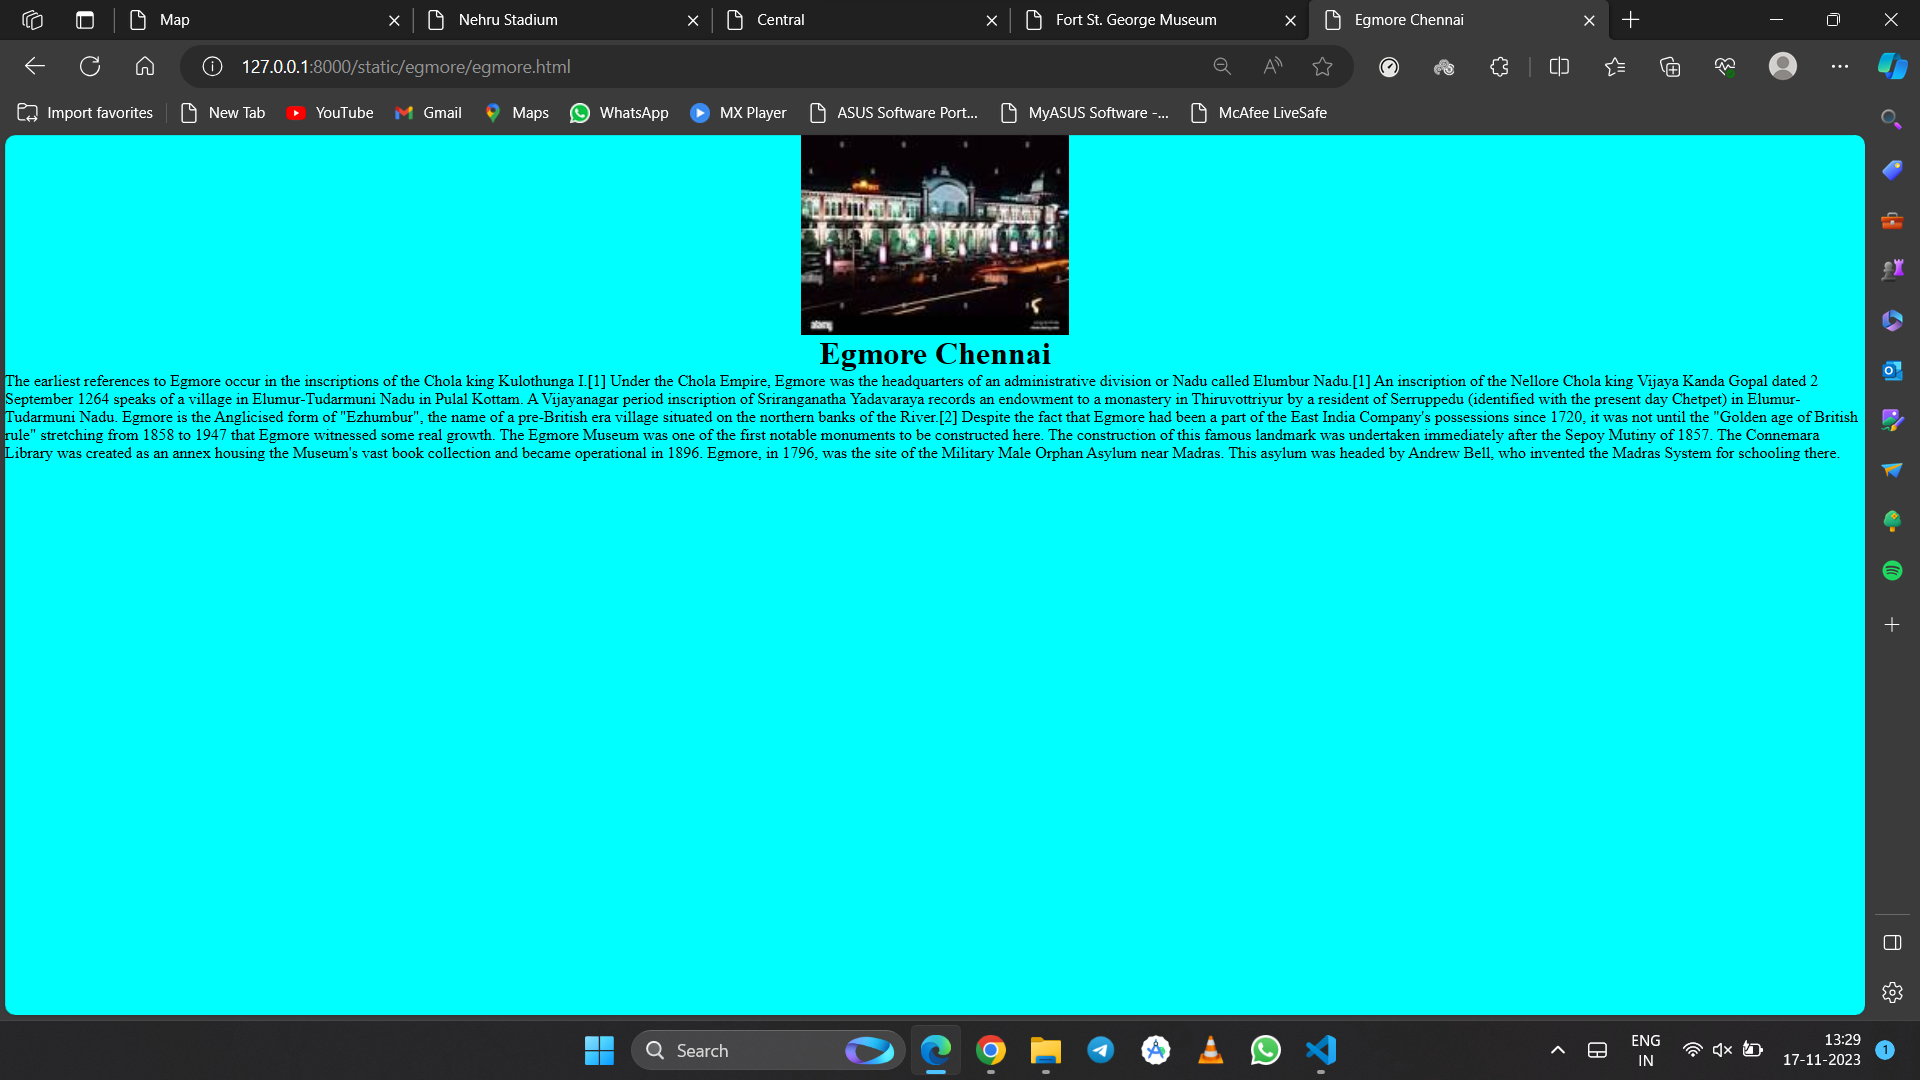 Map
Nehru Stadium
Central
Fort St. George Museum
Egmore Chennai
127.0.0.1:8000/static/egmore/egmore.html
Import favorites
New Tab
YouTube
Gmail
Maps
WhatsApp
MX Player
ASUS Software Port...
MyASUS Software -...
McAfee LiveSafe
alamy
Egmore Chennai
The earliest references to Egmore occur in the inscriptions of the Chola king Kulothunga I.[1] Under the Chola Empire, Egmore was the headquarters of an administrative division or Nadu called Elumbur Nadu.[1] An inscription of the Nellore Chola king Vijaya Kanda Gopal dated 2
September 1264 speaks of a village in Elumur-Tudarmuni Nadu in Pulal Kottam. A Vijayanagar period inscription of Sriranganatha Yadavaraya records an endowment to a monastery in Thiruvottriyur by a resident of Serruppedu (identified with the present day Chetpet) in Elumur-
Tudarmuni Nadu. Egmore is the Anglicised form of "Ezhumbur", the name of a pre-British era village situated on the northern banks of the River.[2] Despite the fact that Egmore had been a part of the East India Company's possessions since 1720, it was not until the "Golden age of British
rule" stretching from 1858 to 1947 that Egmore witnessed some real growth. The Egmore Museum was one of the first notable monuments to be constructed here. The construction of this famous landmark was undertaken immediately after the Sepoy Mutiny of 1857. The Connemara
Library was created as an annex housing the Museum's vast book collection and became operational in 1896. Egmore, in 1796, was the site of the Military Male Orphan Asylum near Madras. This asylum was headed by Andrew Bell, who invented the Madras System for schooling there.
Search
ENG
IN
13:29
17-11-2023
1